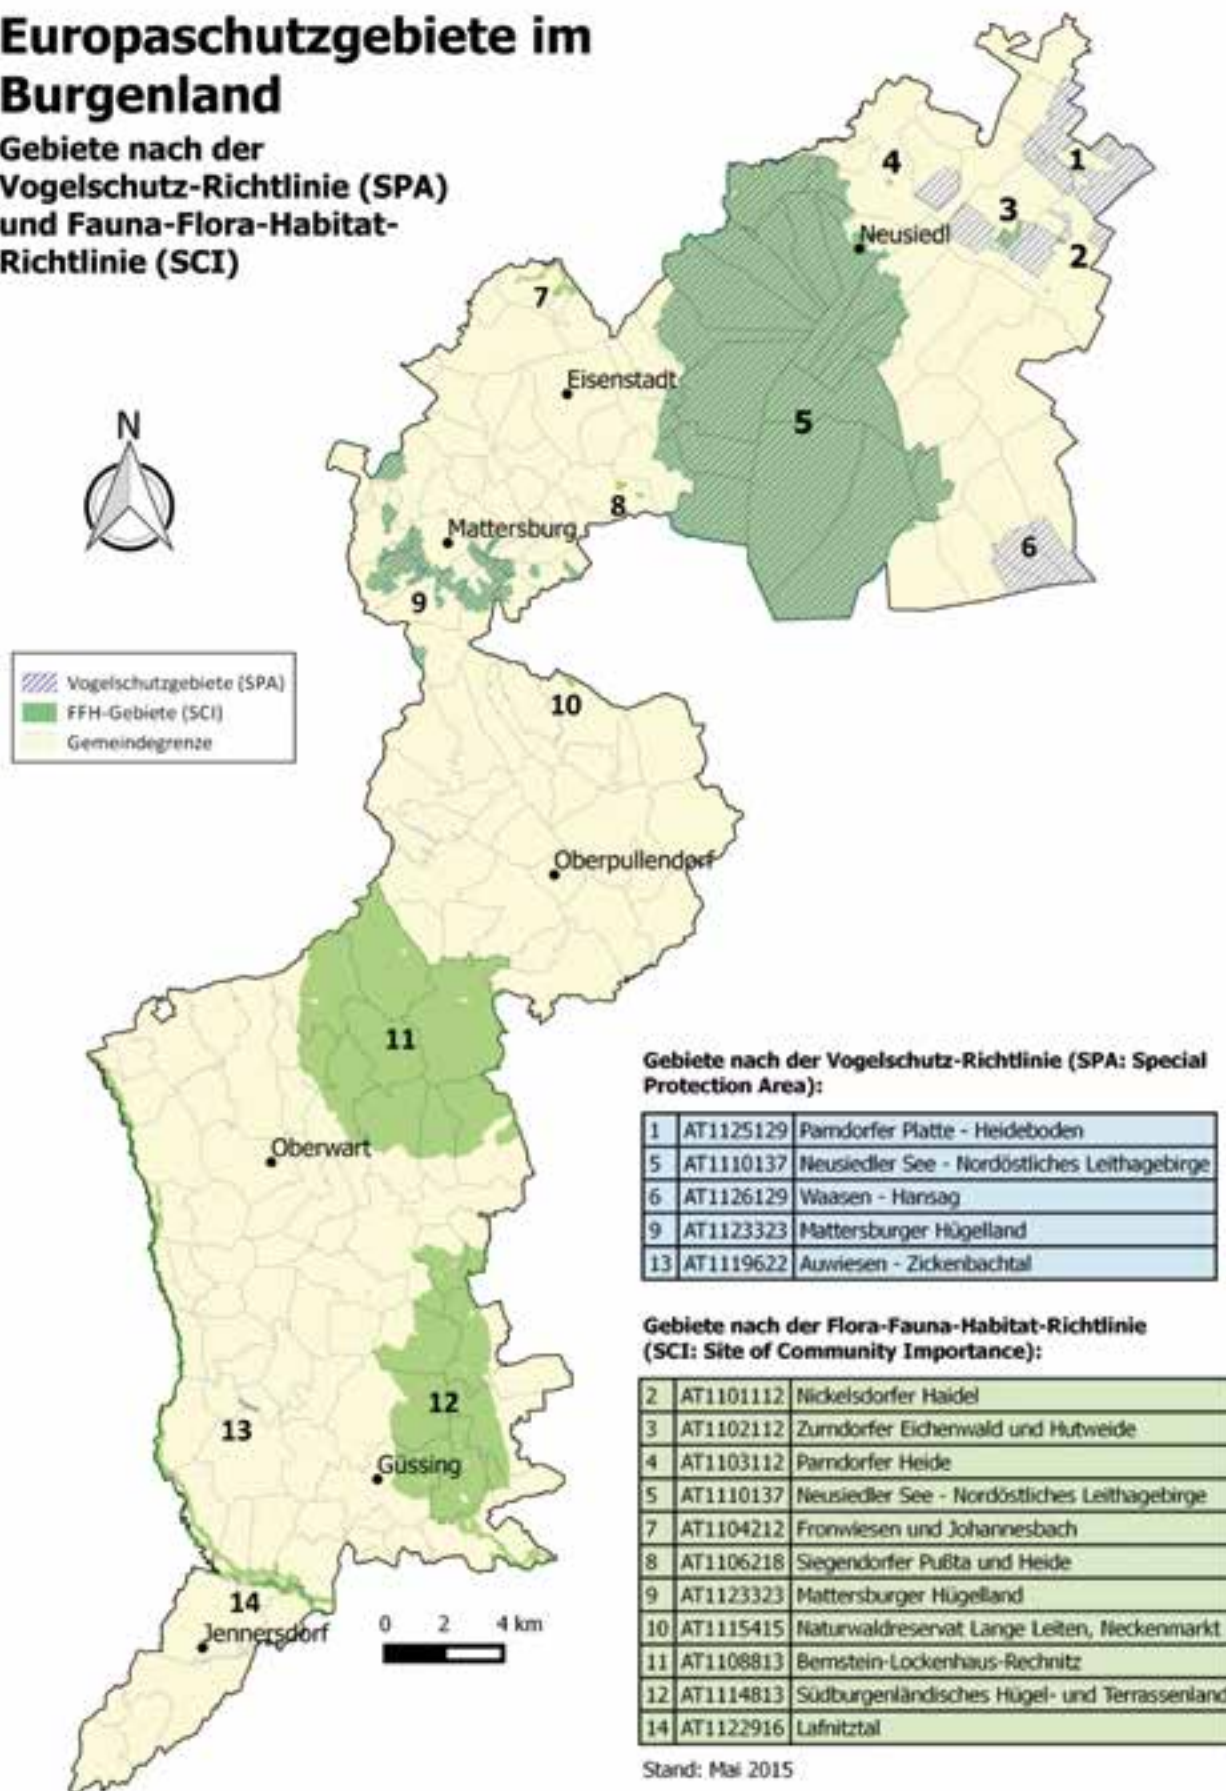 Europaschutzgebiete im
Burgenland
Gebiete nach der
Vogelschutz-Richtlinie (SPA)
und Fauna-Flora-Habitat-
Richtlinie (SCI)
1
4
3
Neusiedl
2
7
Eisenstadt
5
N
8
Mattersburg
6
9
Vogelschutzgebiete (SPA)
FFH-Gebiete (SCI)
Gemeindegrenze
10
Oberpullendorf
11
Oberwart
12
13
Güssing
14
Jennersdorf
0 2 4 km
Gebiete nach der Vogelschutz-Richtlinie (SPA: Special
Protection Area):
1 AT1125129 Parndorfer Platte - Heideboden
5 AT1110137 Neusiedler See - Nordöstliches Leithagebirge
6 AT1126129 Waasen - Hansag
9 AT1123323 Mattersburger Hügelland
13 AT1119622 Auwiesen - Zickenbachtal
Gebiete nach der Flora-Fauna-Habitat-Richtlinie
(SCI: Site of Community Importance):
2 AT1101112 Nickelsdorfer Haidel
3 AT1102112 Zurndorfer Eichenwald und Hutweide
4 AT1103112 Parndorfer Heide
5 AT1110137 Neusiedler See - Nordöstliches Leithagebirge
7 AT1104212 Fronwiesen und Johannesbach
8 AT1106218 Siegendorfer Pußta und Heide
9 AT1123323 Mattersburger Hügelland
10 AT1115415 Naturwaldreservat Lange Leiten, Neckenmarkt
11 AT1108813 Bernstein-Lockenhaus-Rechnitz
12 AT1114813 Südburgenländisches Hügel- und Terrassenland
14 AT1122916 Lafnitztal
Stand: Mai 2015